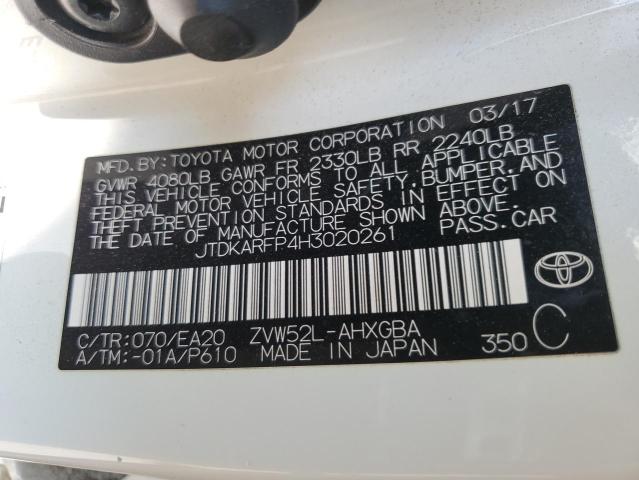 MFD. BY: TOYOTA MOTOR CORPORATION 03/17
GVWR 4080LB GAWR FR 2330LB RR 2240LB
THIS VEHICLE CONFORMS TO ALL APPLICABLE
FEDERAL MOTOR VEHICLE SAFETY, BUMPER, AND
THEFT PREVENTION STANDARDS IN EFFECT ON
THE DATE OF MANUFACTURE SHOWN ABOVE.
JTDKARFP4H3020261 PASS. CAR
C/TR: 070/EA20 ZVW52L-AHXGBA
A/TM: -01A/P610 MADE IN JAPAN 350 C